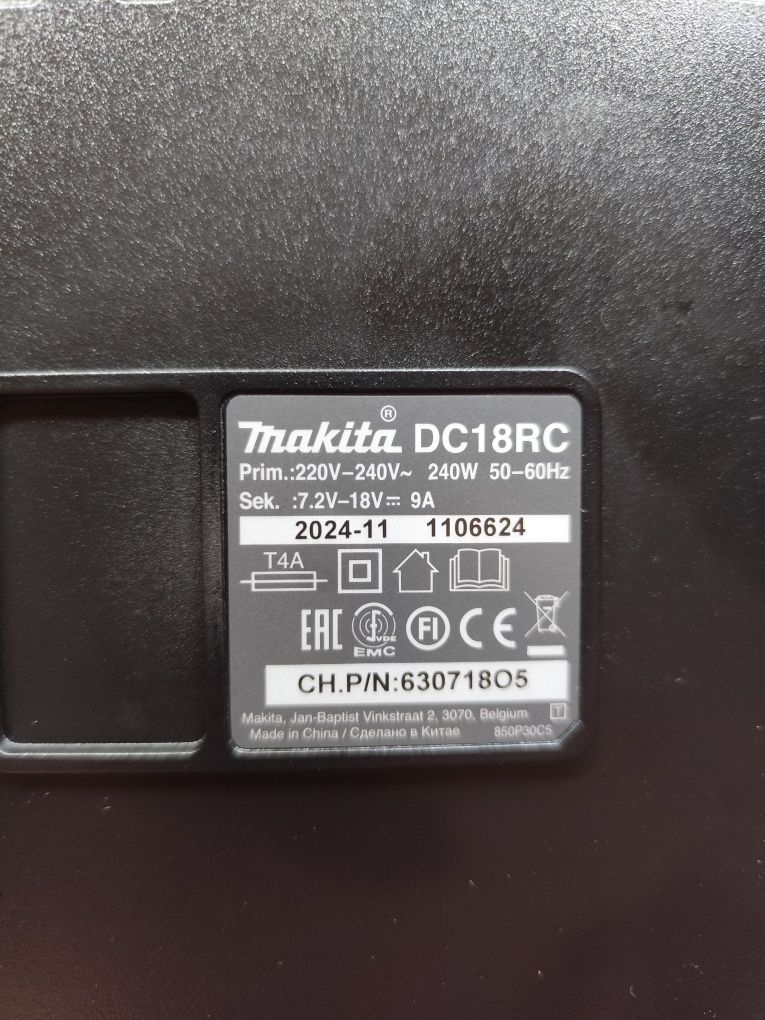 makita® DC18RC
Prim.:220V–240V~ 240W 50–60Hz
Sek. :7.2V–18V⎓ 9A
2024-11 1106624
T4A
EAC VDE EMC FI CE
CH.P/N:630718O5
Makita, Jan-Baptist Vinkstraat 2, 3070, Belgium T
Made in China / Сделано в Китае 850P30C5